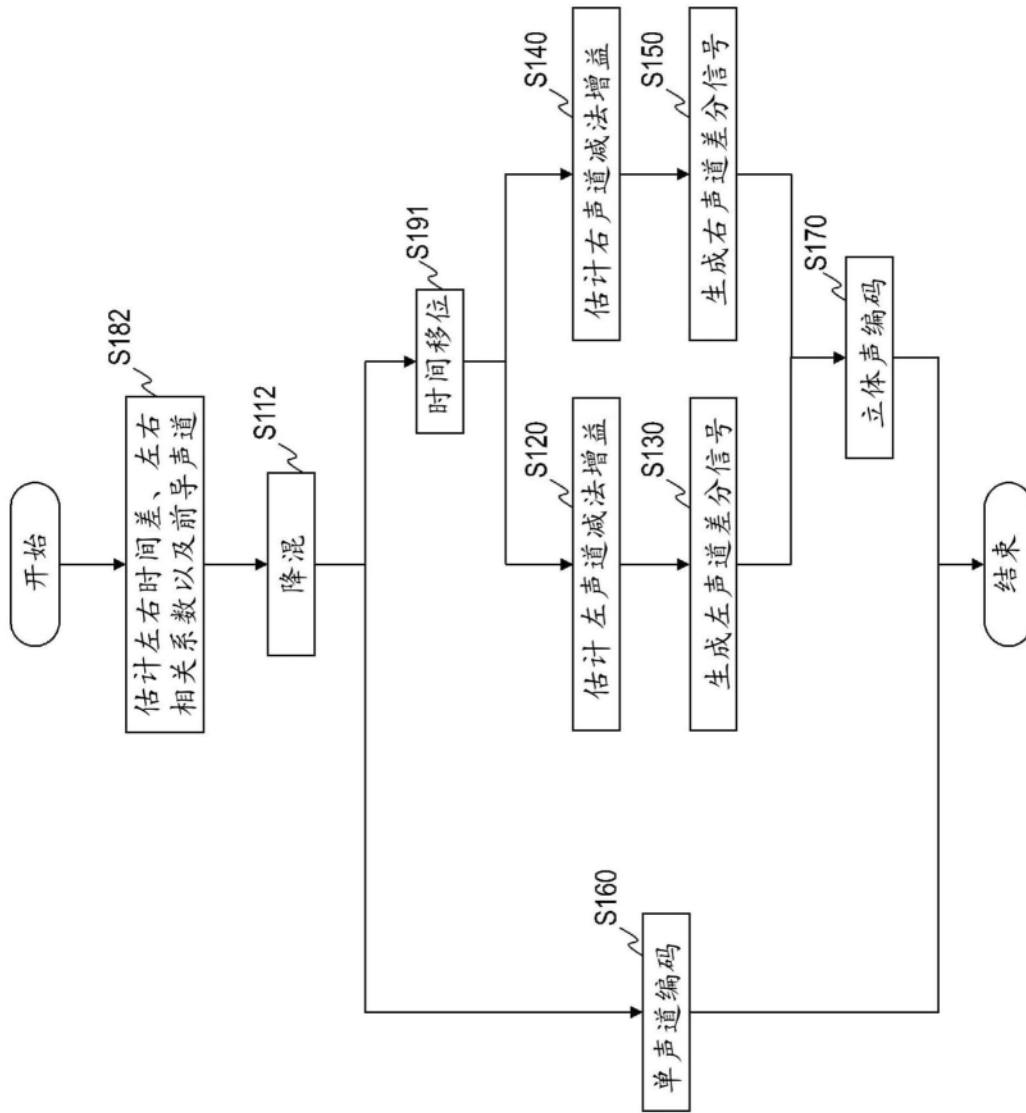 开始
S182
估计左右时间差、左右
相关系数以及前导声道
S112
降混
S191
时间移位
S120
估计左声道减法增益
S140
估计右声道减法增益
S130
生成左声道差分信号
S150
生成右声道差分信号
S160
单声道编码
S170
立体声编码
结束